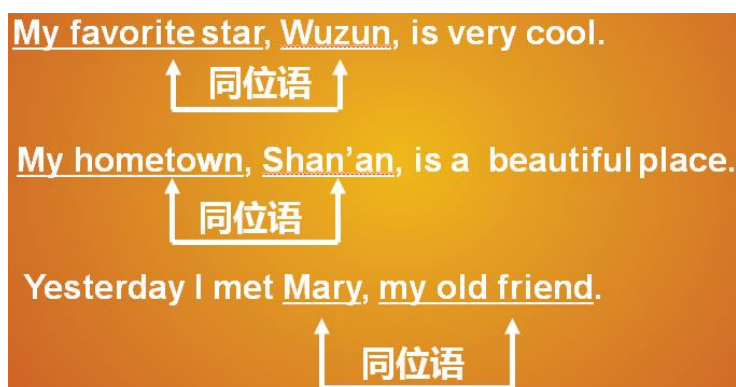 My favorite star, Wuzun, is very cool.
同位语
My hometown, Shan'an, is a beautiful place.
同位语
Yesterday I met Mary, my old friend.
同位语